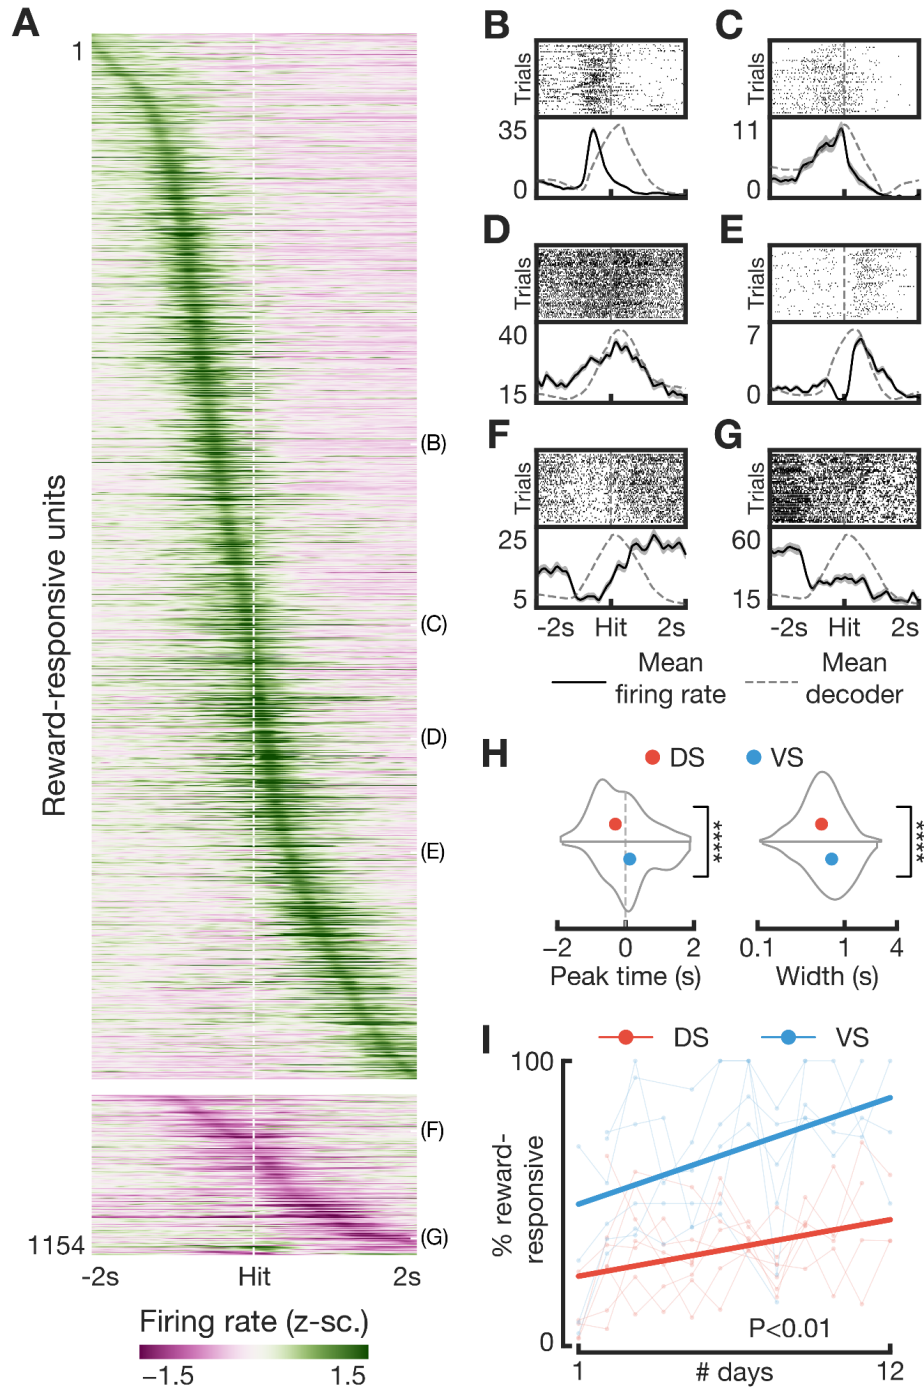 A
1
Reward-responsive units
(B)
(C)
(D)
(E)
(F)
(G)
1154
-2s Hit 2s
Firing rate (z-sc.)
−1.5 1.5
B
Trials
35
0
C
Trials
11
0
D
Trials
40
15
E
Trials
7
0
F
Trials
25
5
-2s Hit 2s
G
Trials
60
15
-2s Hit 2s
Mean firing rate
Mean decoder
H
DS VS
****
−2 0 2
Peak time (s)
****
0.1 1 4
Width (s)
I
DS VS
100
% reward-
responsive
0
P<0.01
1 # days 12